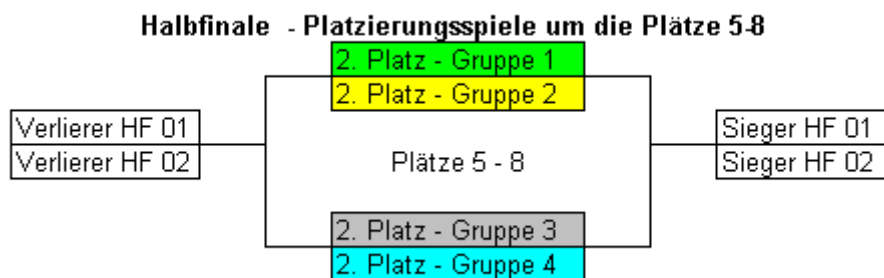 Halbfinale - Platzierungsspiele um die Plätze 5-8
2. Platz - Gruppe 1
2. Platz - Gruppe 2
Verlierer HF 01
Verlierer HF 02
Plätze 5 - 8
Sieger HF 01
Sieger HF 02
2. Platz - Gruppe 3
2. Platz - Gruppe 4